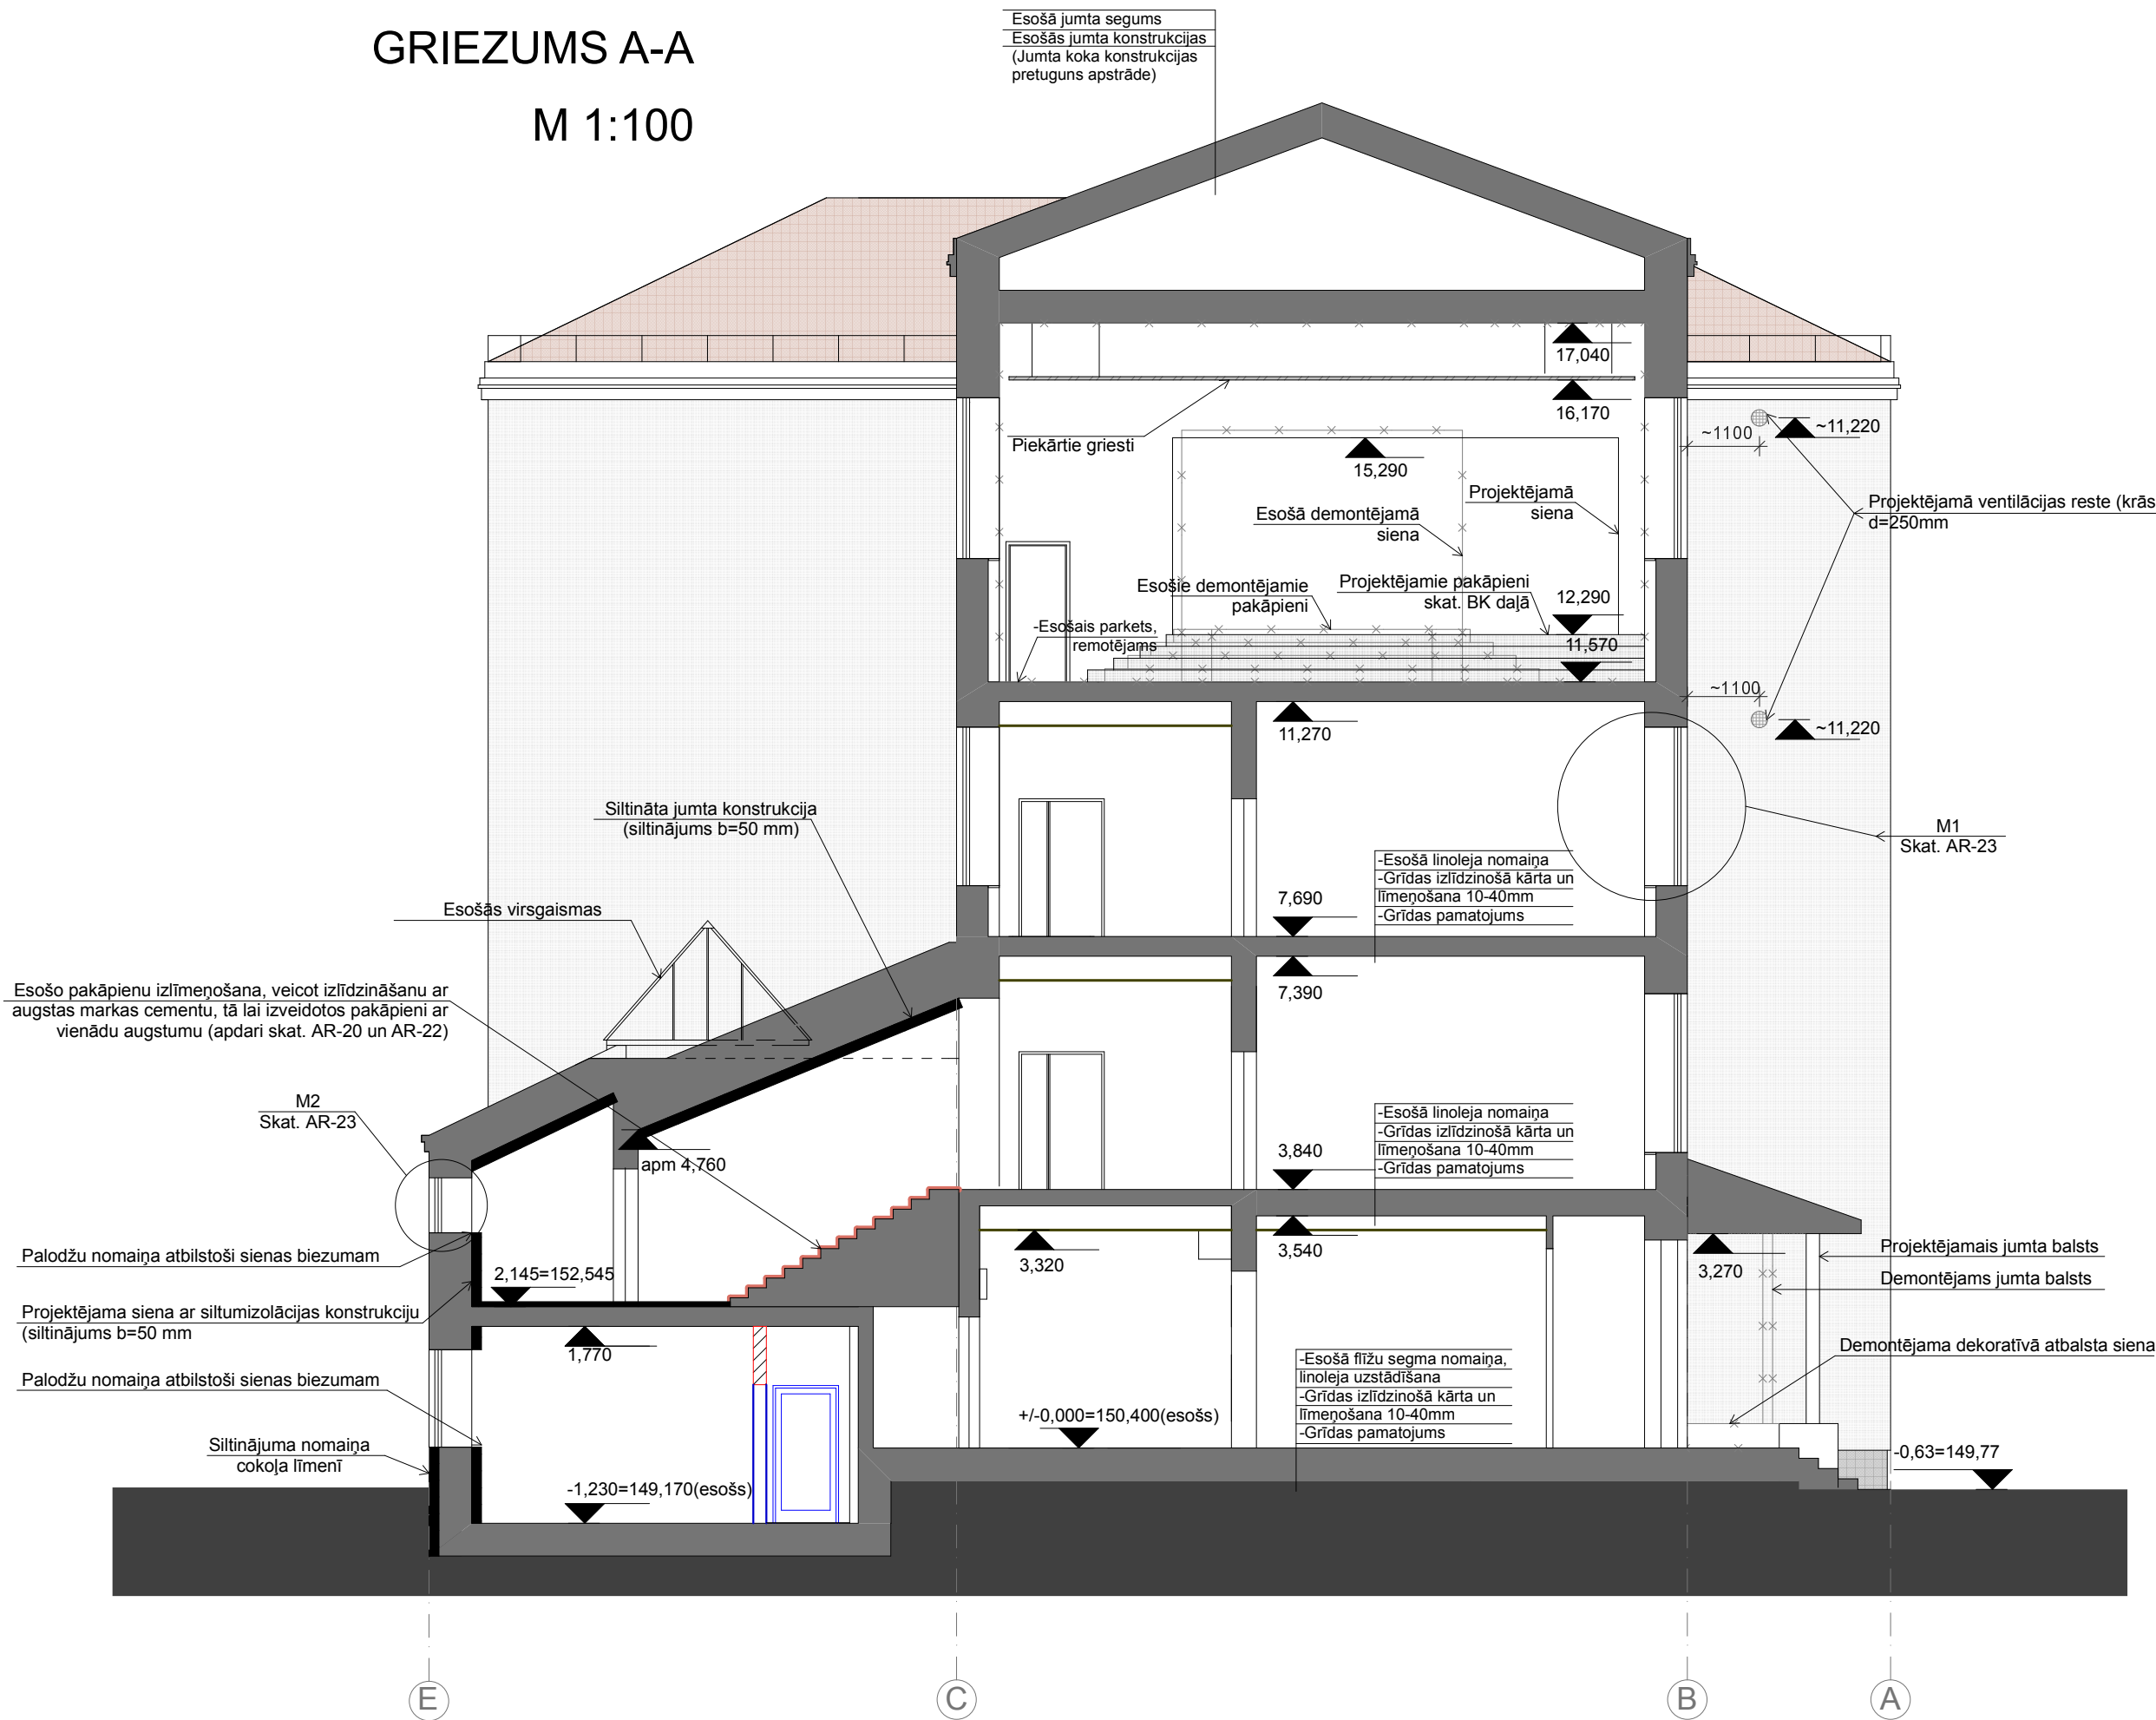 GRIEZUMS A-A
M 1:100
Esošā jumta segums
Esošās jumta konstrukcijas
(Jumta koka konstrukcijas
pretuguns apstrāde)
17,040
16,170
Piekārtie griesti
15,290
~1100
~11,220
Projektējamā ventilācijas reste (krās
d=250mm
Projektējamā
siena
Esošā demontējamā
siena
Esošie demontējamie
pakāpieni
Projektējamie pakāpieni
skat. BK daļā
12,290
-Esošais parkets,
remotējams
11,570
~1100
11,270
~11,220
Siltināta jumta konstrukcija
(siltinājums b=50 mm)
M1
Skat. AR-23
-Esošā linoleja nomaiņa
-Grīdas izlīdzinošā kārta un
līmeņošana 10-40mm
-Grīdas pamatojums
7,690
Esošās virsgaismas
7,390
Esošo pakāpienu izlīmeņošana, veicot izlīdzināšanu ar
augstas markas cementu, tā lai izveidotos pakāpieni ar
vienādu augstumu (apdari skat. AR-20 un AR-22)
M2
Skat. AR-23
-Esošā linoleja nomaiņa
-Grīdas izlīdzinošā kārta un
līmeņošana 10-40mm
-Grīdas pamatojums
3,840
apm 4,760
Palodžu nomaiņa atbilstoši sienas biezumam
2,145=152,545
3,320
3,540
3,270
Projektējamais jumta balsts
Demontējams jumta balsts
Projektējama siena ar siltumizolācijas konstrukciju
(siltinājums b=50 mm
1,770
Demontējama dekoratīvā atbalsta siena
Palodžu nomaiņa atbilstoši sienas biezumam
-Esošā flīžu segma nomaiņa,
linoleja uzstādīšana
-Grīdas izlīdzinošā kārta un
līmeņošana 10-40mm
-Grīdas pamatojums
+/-0,000=150,400(esošs)
Siltinājuma nomaiņa
cokoļa līmenī
-0,63=149,77
-1,230=149,170(esošs)
E
C
B
A